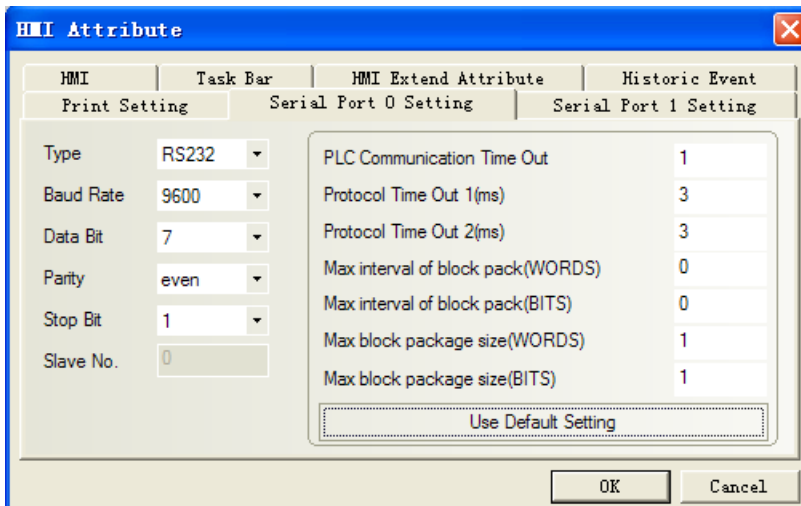 HMI Attribute
HMI Task Bar HMI Extend Attribute Historic Event
Print Setting Serial Port 0 Setting Serial Port 1 Setting
Type RS232
Baud Rate 9600
Data Bit 7
Parity even
Stop Bit 1
Slave No. 0
PLC Communication Time Out 1
Protocol Time Out 1(ms) 3
Protocol Time Out 2(ms) 3
Max interval of block pack(WORDS) 0
Max interval of block pack(BITS) 0
Max block package size(WORDS) 1
Max block package size(BITS) 1
Use Default Setting
OK Cancel